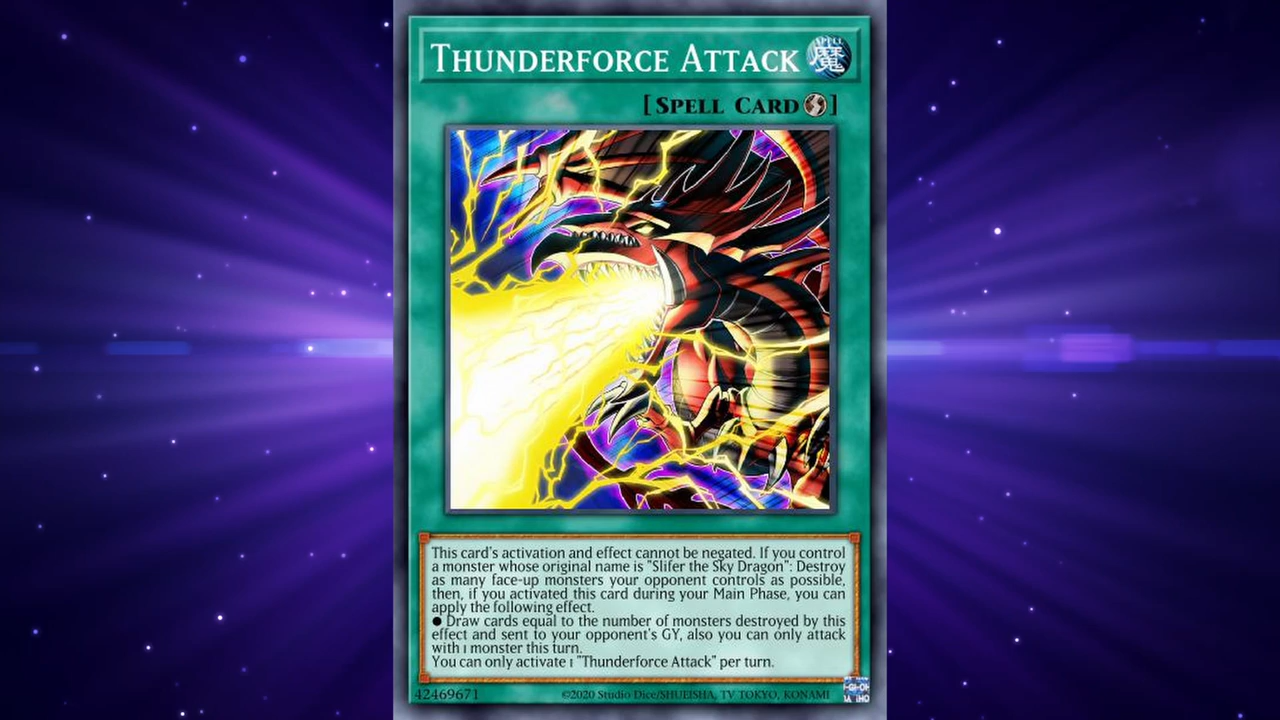 THUNDERFORCE ATTACK
SPELL
魔
[SPELL CARD]
This card's activation and effect cannot be negated. If you control
a monster whose original name is "Slifer the Sky Dragon": Destroy
as many face-up monsters your opponent controls as possible,
then, if you activated this card during your Main Phase, you can
apply the following effect.
● Draw cards equal to the number of monsters destroyed by this
effect and sent to your opponent's GY, also you can only attack
with 1 monster this turn.
You can only activate 1 "Thunderforce Attack" per turn.
42469671
©2020 Studio Dice/SHUEISHA, TV TOKYO, KONAMI